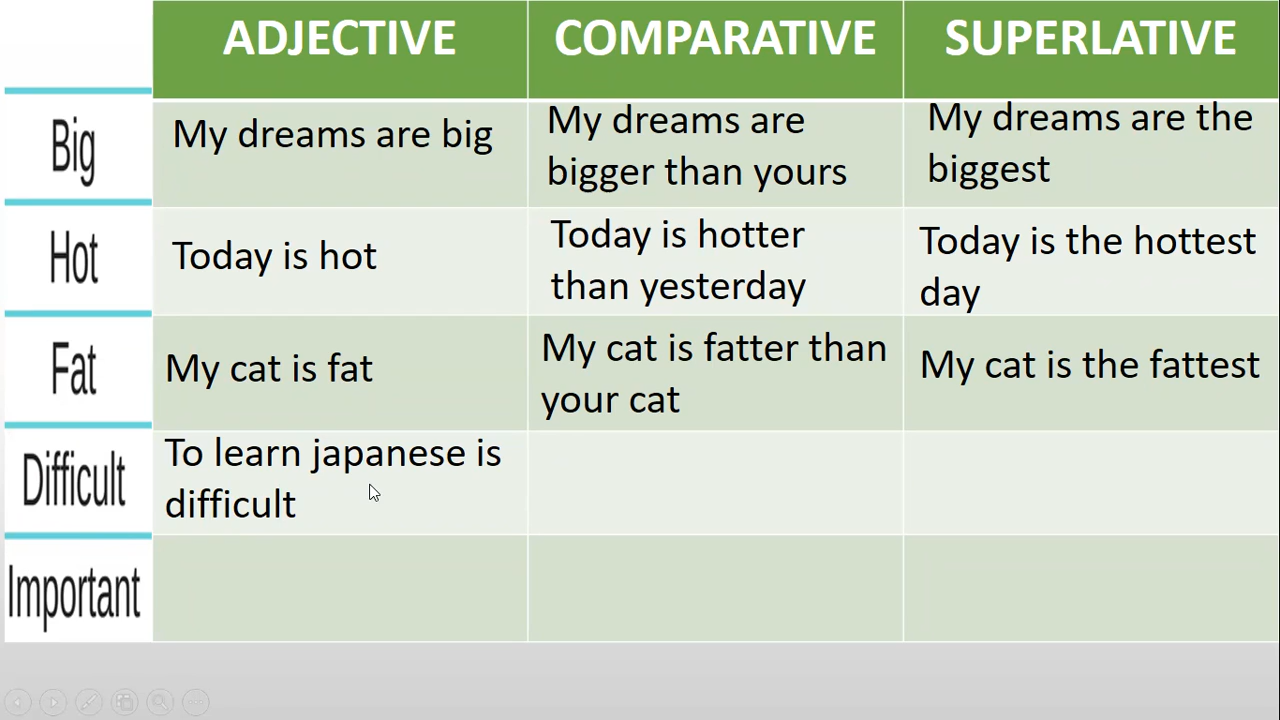 ADJECTIVE COMPARATIVE SUPERLATIVE
Big
My dreams are big
My dreams are
bigger than yours
My dreams are the
biggest
Hot
Today is hot
Today is hotter
than yesterday
Today is the hottest
day
Fat
My cat is fat
My cat is fatter than
your cat
My cat is the fattest
Difficult
To learn japanese is
difficult
Important